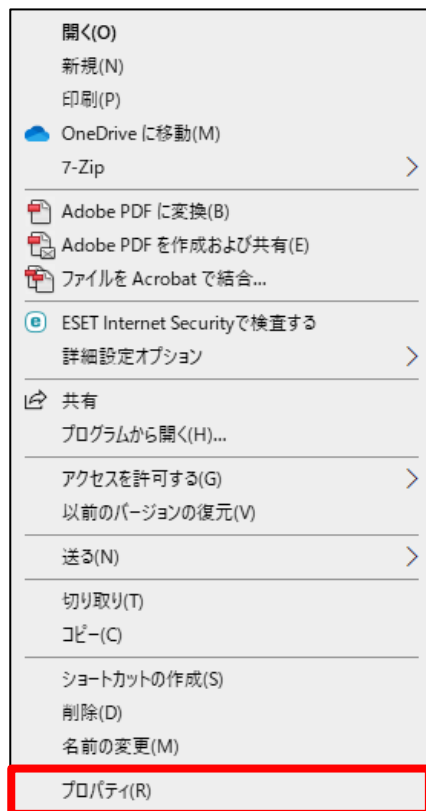 開く(O)
新規(N)
印刷(P)
OneDrive に移動(M)
7-Zip
Adobe PDF に変換(B)
Adobe PDF を作成および共有(E)
ファイルを Acrobat で結合...
ESET Internet Securityで検査する
詳細設定オプション
共有
プログラムから開く(H)...
アクセスを許可する(G)
以前のバージョンの復元(V)
送る(N)
切り取り(T)
コピー(C)
ショートカットの作成(S)
削除(D)
名前の変更(M)
プロパティ(R)